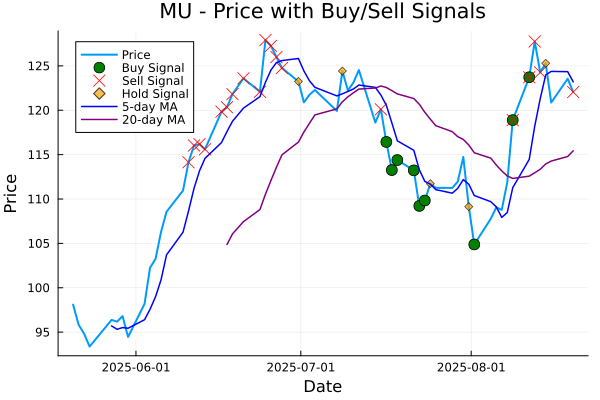 MU - Price with Buy/Sell Signals
Price
Buy Signal
Sell Signal
Hold Signal
5-day MA
20-day MA
Price
125
120
115
110
105
100
95
2025-06-01
2025-07-01
2025-08-01
Date